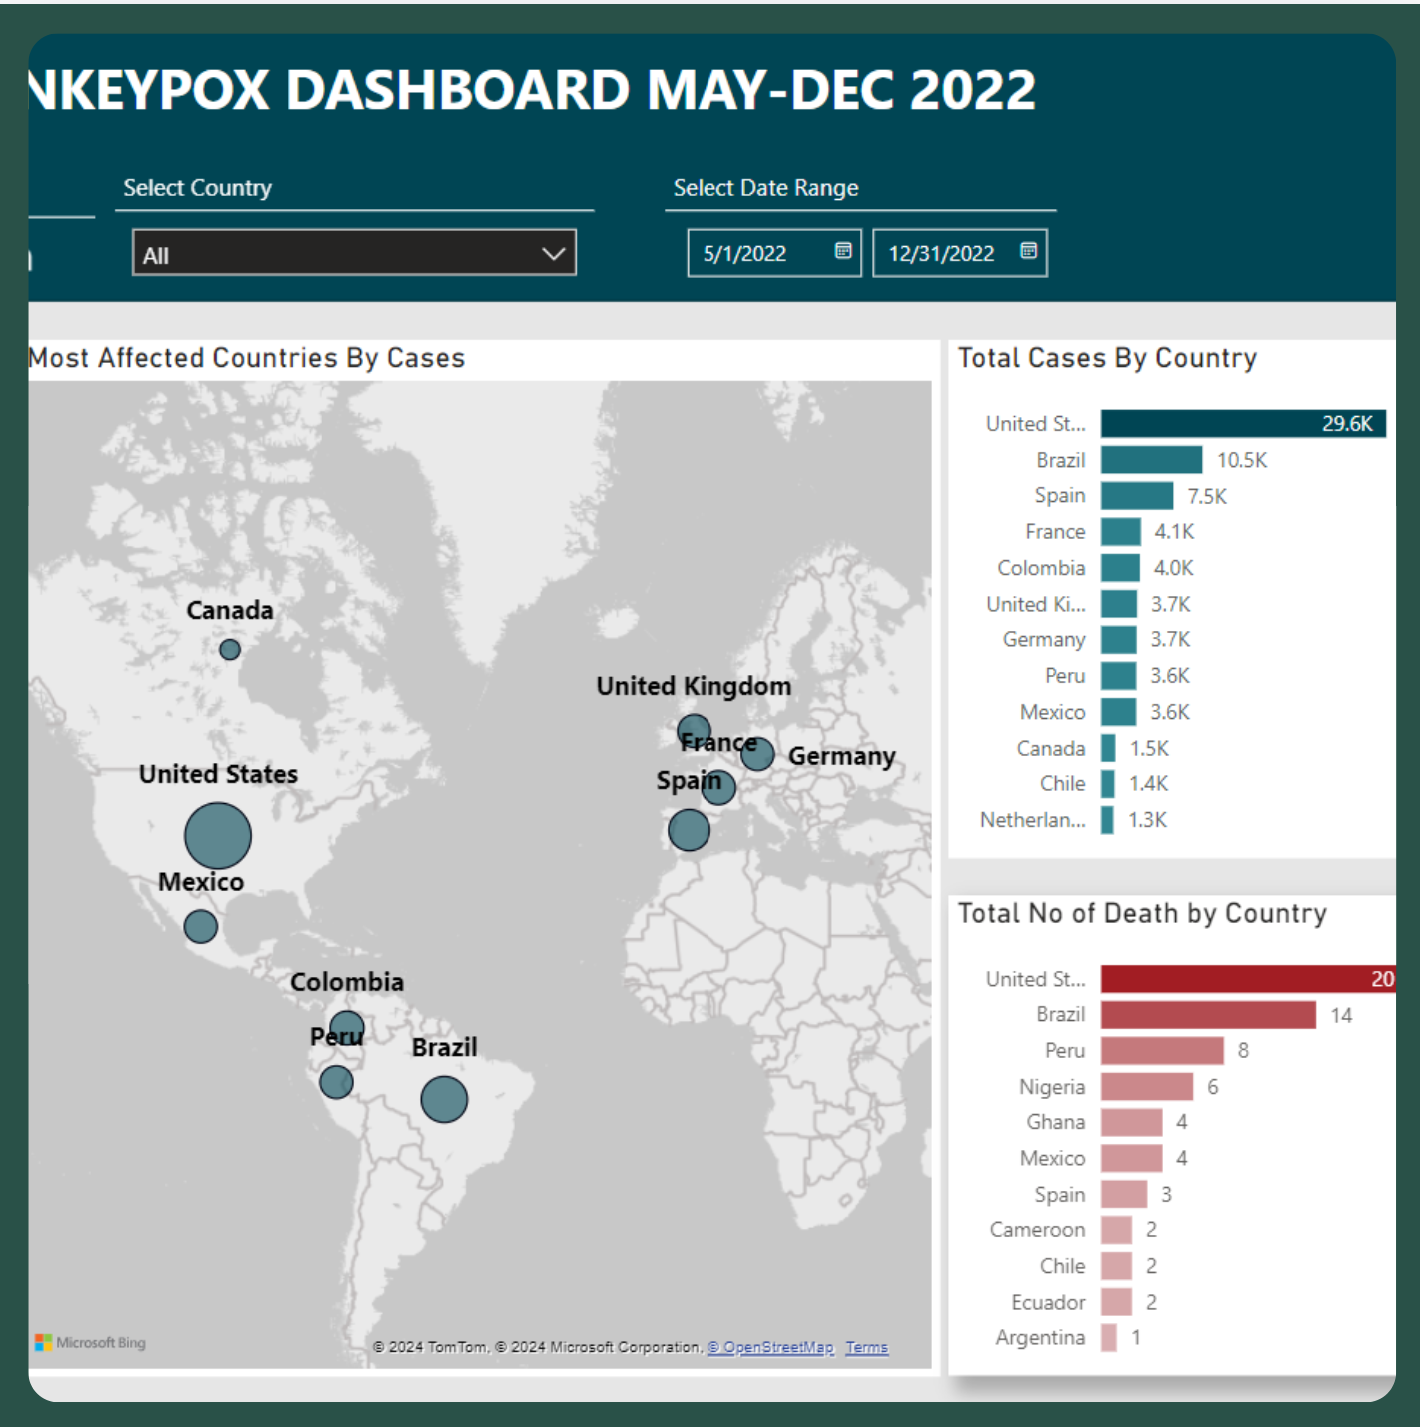 NKEYPOX DASHBOARD MAY-DEC 2022
Select Country
Select Date Range
All
5/1/2022
12/31/2022
Most Affected Countries By Cases
Canada
United Kingdom
France
Germany
Spain
United States
Mexico
Colombia
Peru
Brazil
Microsoft Bing
© 2024 TomTom, © 2024 Microsoft Corporation, © OpenStreetMap Terms
Total Cases By Country
United St... 29.6K
Brazil 10.5K
Spain 7.5K
France 4.1K
Colombia 4.0K
United Ki... 3.7K
Germany 3.7K
Peru 3.6K
Mexico 3.6K
Canada 1.5K
Chile 1.4K
Netherlan... 1.3K
Total No of Death by Country
United St... 20
Brazil 14
Peru 8
Nigeria 6
Ghana 4
Mexico 4
Spain 3
Cameroon 2
Chile 2
Ecuador 2
Argentina 1